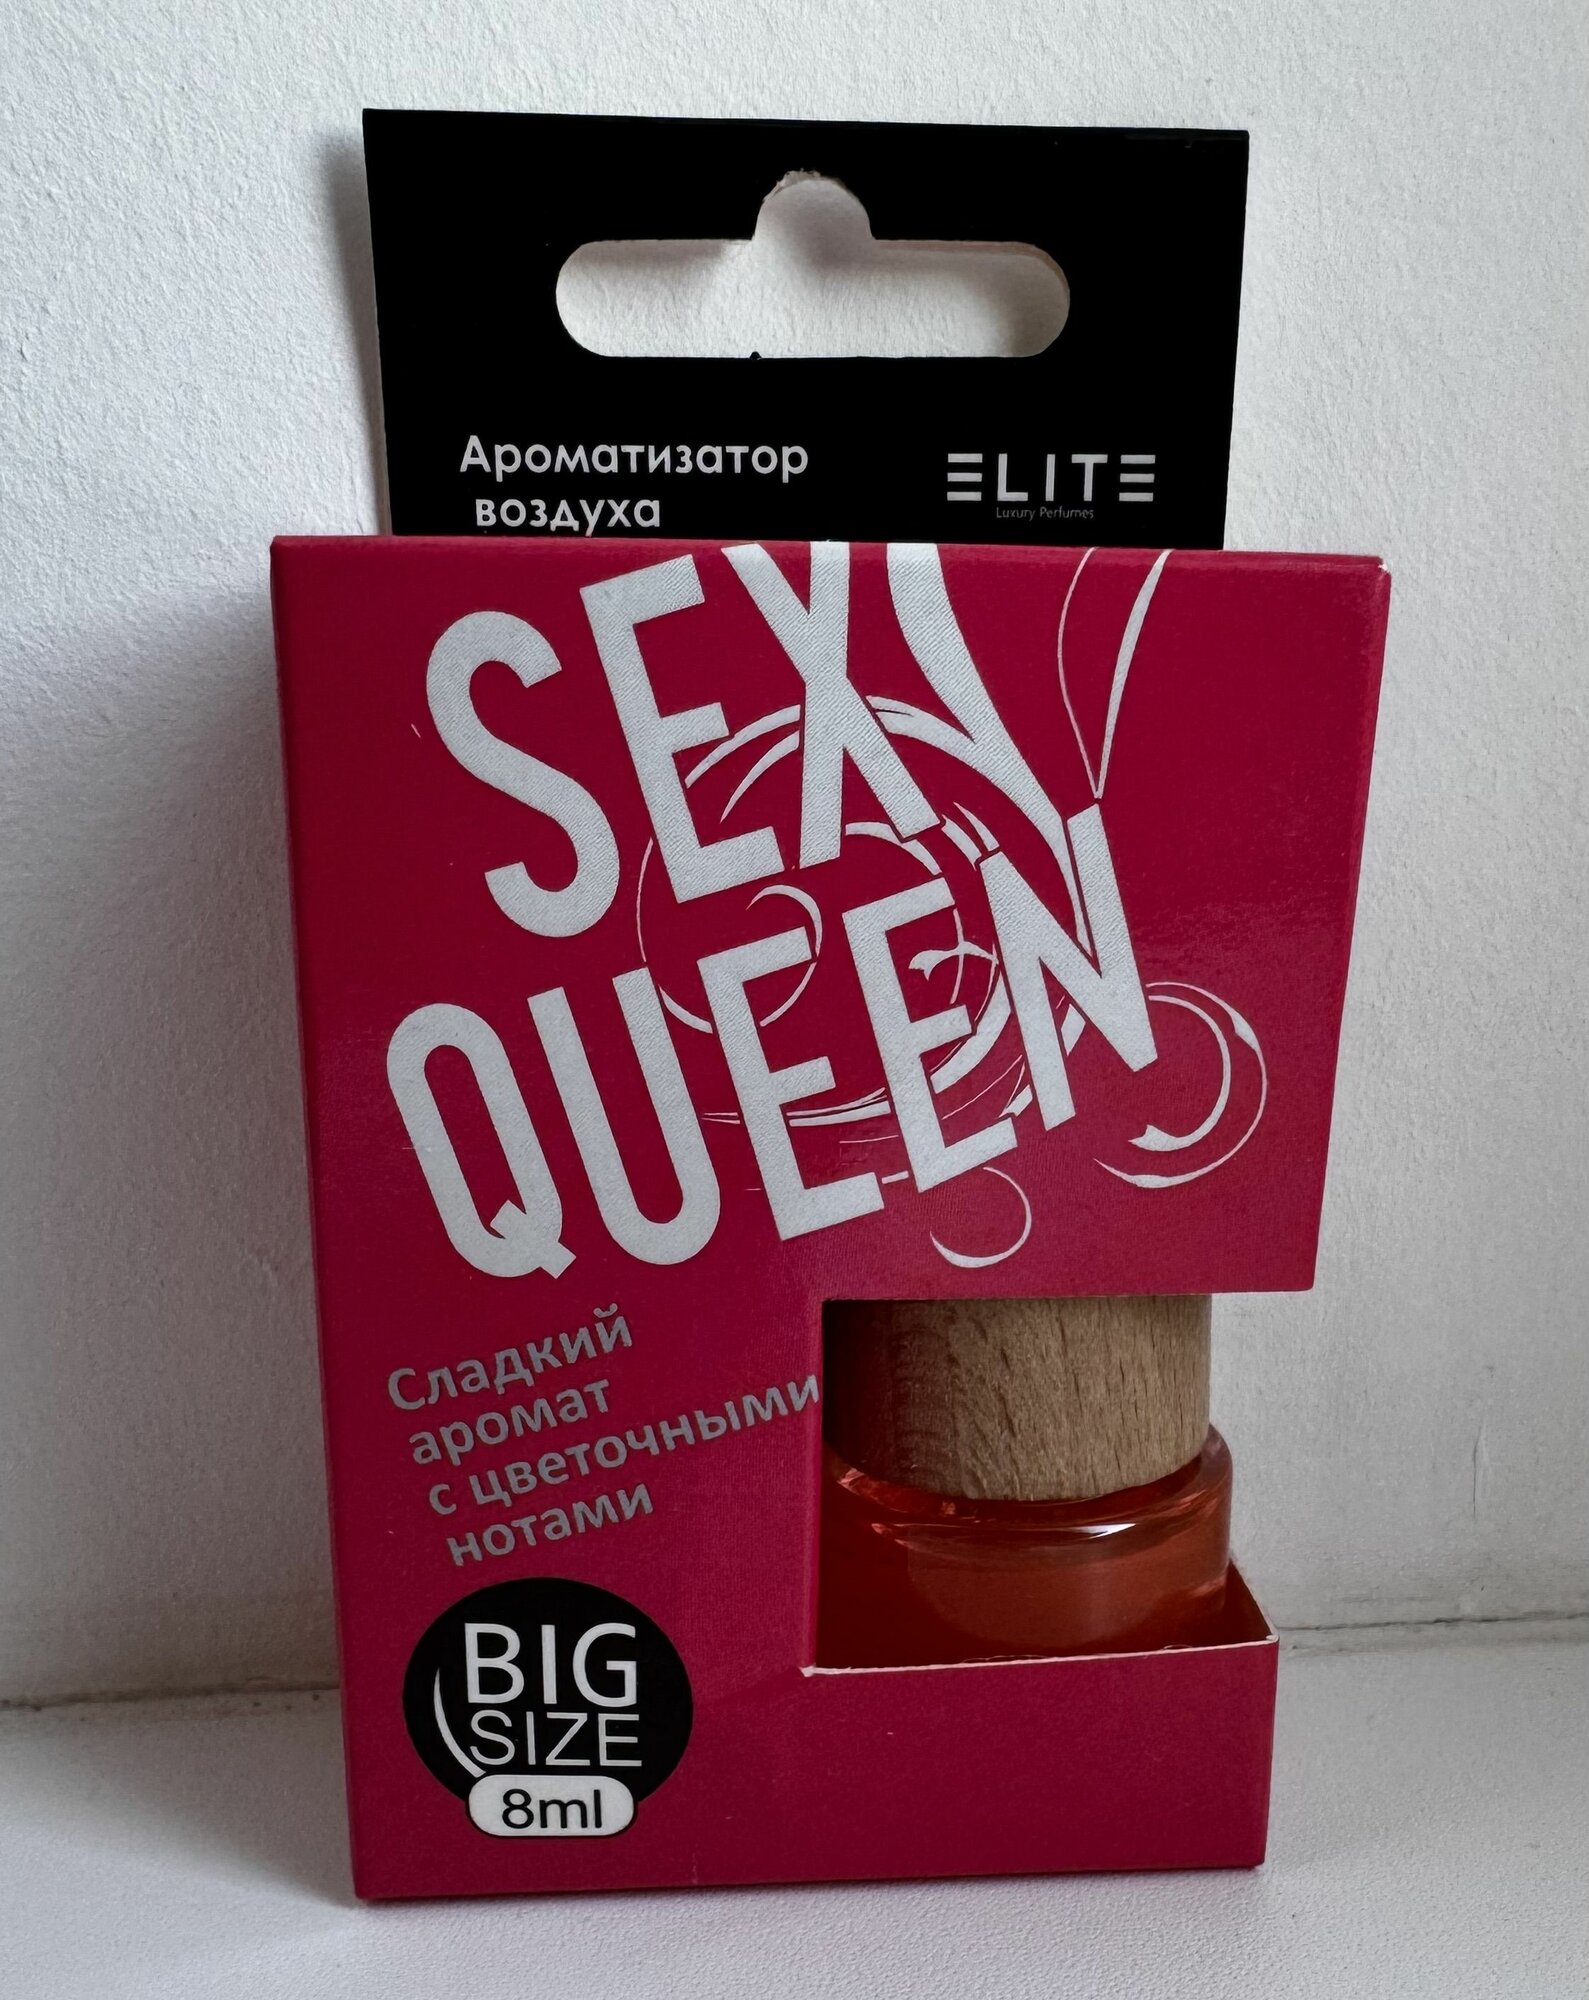 Ароматизатор
воздуха
ELITE
Luxury Perfumes
SEXY
QUEEN
Сладкий
аромат
с цветочными
нотами
BIG
SIZE
8ml